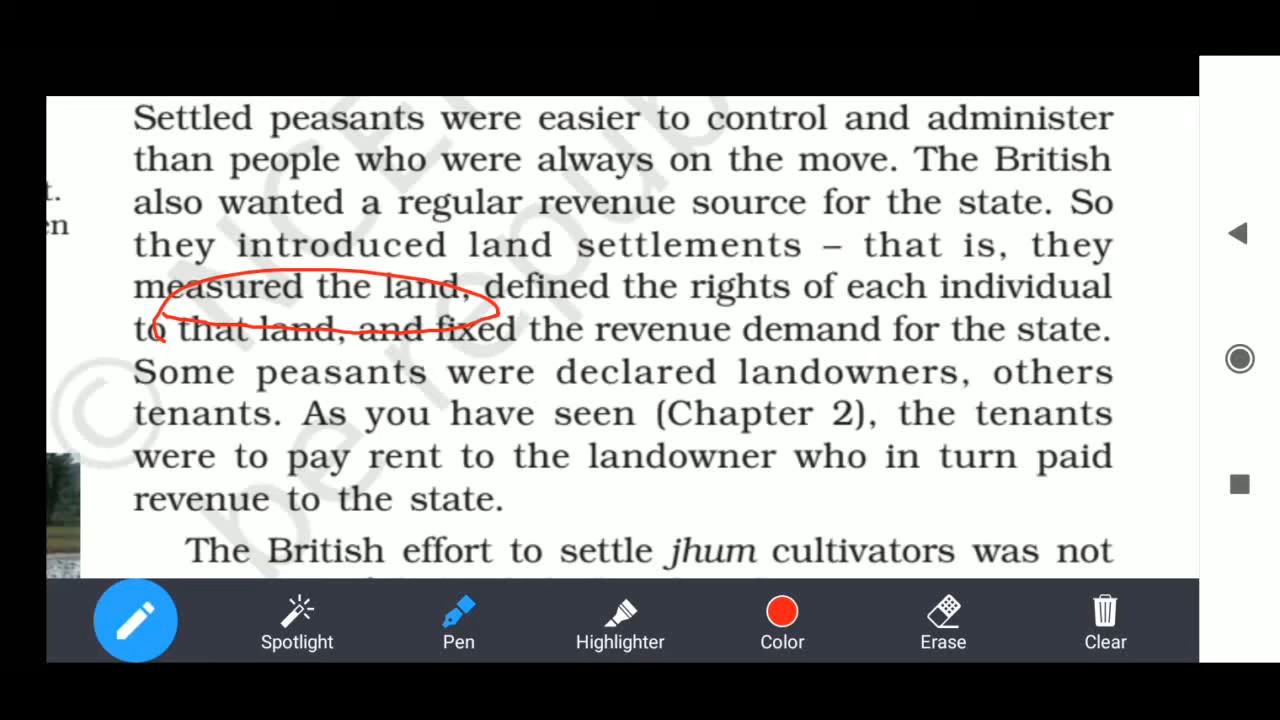 Settled peasants were easier to control and administer
than people who were always on the move. The British
also wanted a regular revenue source for the state. So
they introduced land settlements – that is, they
measured the land, defined the rights of each individual
to that land, and fixed the revenue demand for the state.
Some peasants were declared landowners, others
tenants. As you have seen (Chapter 2), the tenants
were to pay rent to the landowner who in turn paid
revenue to the state.
The British effort to settle jhum cultivators was not
Spotlight
Pen
Highlighter
Color
Erase
Clear